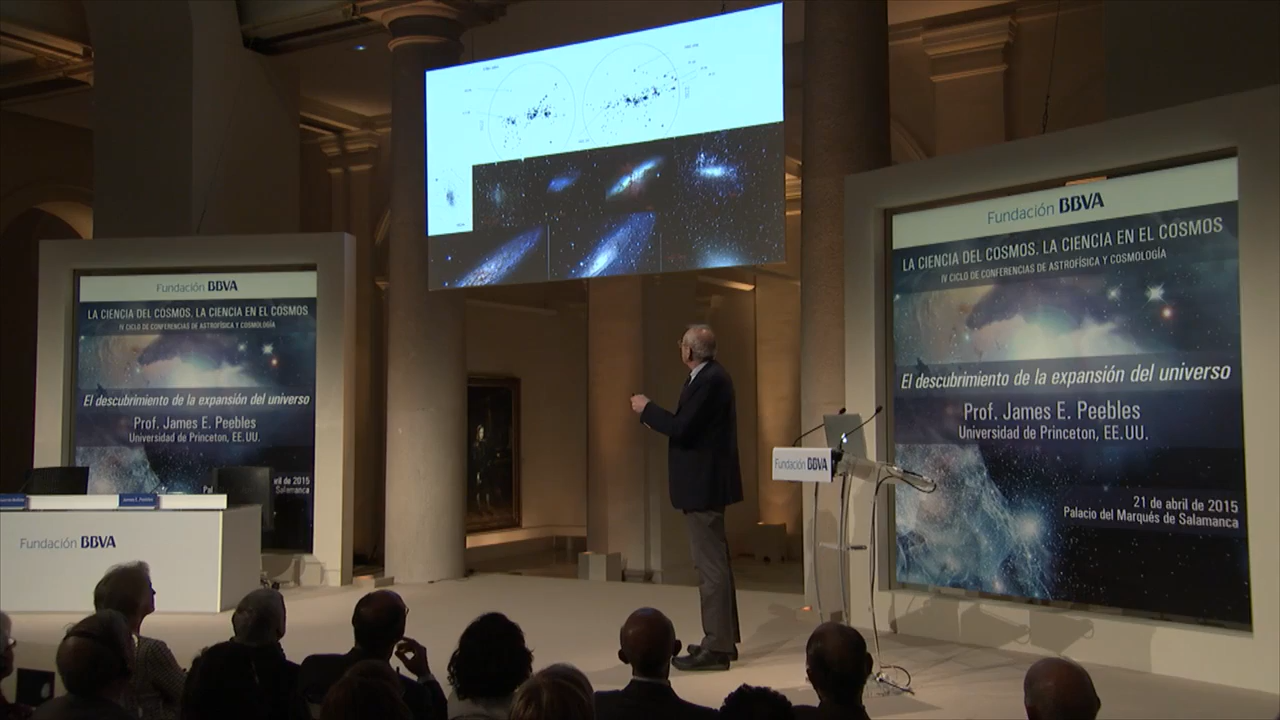 Fundación BBVA
LA CIENCIA DEL COSMOS. LA CIENCIA EN EL COSMOS
IV CICLO DE CONFERENCIAS DE ASTROFÍSICA Y COSMOLOGÍA
El descubrimiento de la expansión del universo
Prof. James E. Peebles
Universidad de Princeton, EE.UU.
ril de 2015
Salamanca
James E. Peebles
Fundación BBVA
Fundación BBVA
Fundación BBVA
LA CIENCIA DEL COSMOS. LA CIENCIA EN EL COSMOS
IV CICLO DE CONFERENCIAS DE ASTROFÍSICA Y COSMOLOGÍA
El descubrimiento de la expansión del universo
Prof. James E. Peebles
Universidad de Princeton, EE.UU.
21 de abril de 2015
Palacio del Marqués de Salamanca